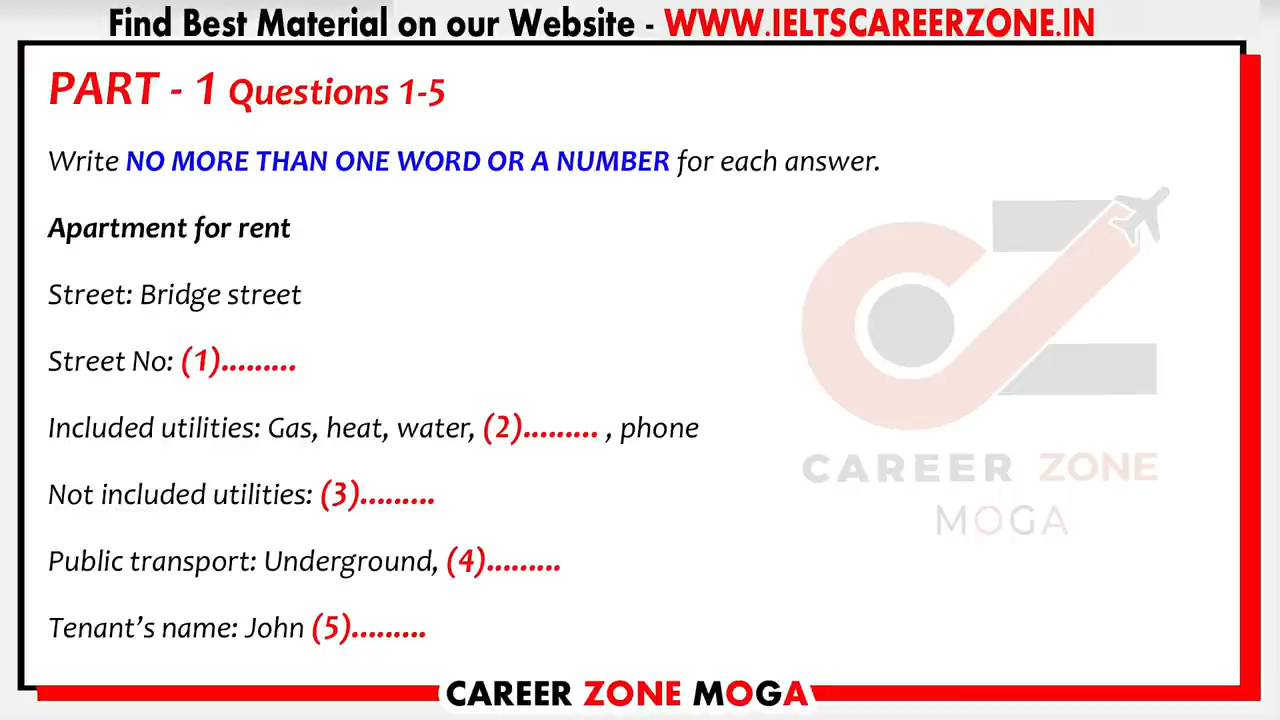 Find Best Material on our Website - WWW.IELTSCAREERZONE.IN
PART - 1 Questions 1-5
Write NO MORE THAN ONE WORD OR A NUMBER for each answer.
Apartment for rent
Street: Bridge street
Street No: (1).........
Included utilities: Gas, heat, water, (2)......... , phone
Not included utilities: (3).........
Public transport: Underground, (4).........
Tenant’s name: John (5).........
CAREER ZONE
MOGA
CAREER ZONE MOGA